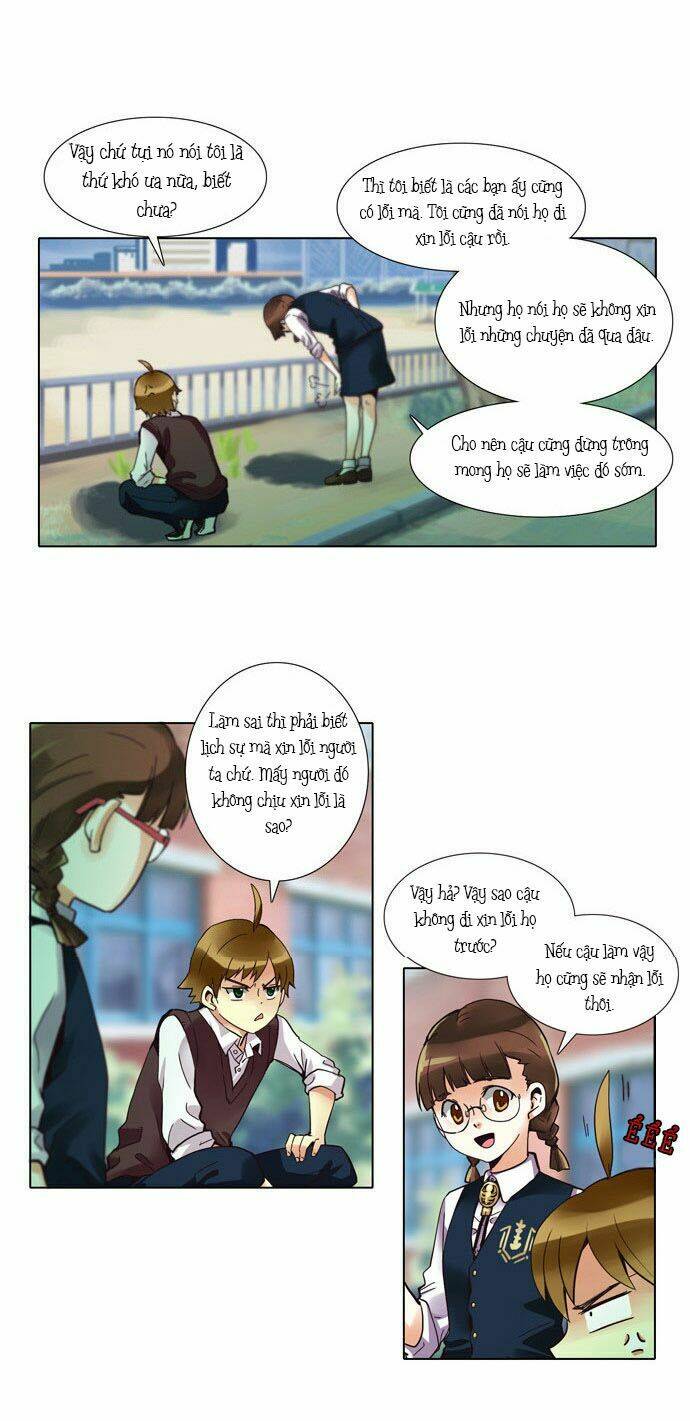 Vậy chứ tụi nó nói tôi là
thứ khó ưa nữa, biết
chưa?
Thì tôi biết là các bạn ấy cũng
có lỗi mà. Tôi cũng đã nói họ đi
xin lỗi cậu rồi.
Nhưng họ nói họ sẽ không xin
lỗi những chuyện đã qua đâu.
Cho nên cậu cũng đừng trông
mong họ sẽ làm việc đó sớm.
Làm sai thì phải biết
lịch sự mà xin lỗi người
ta chứ. Mấy người đó
không chịu xin lỗi là
sao?
Vậy hả? Vậy sao cậu
không đi xin lỗi họ
trước?
Nếu cậu làm vậy
họ cũng sẽ nhận lỗi
thôi.
ÉÉÉ